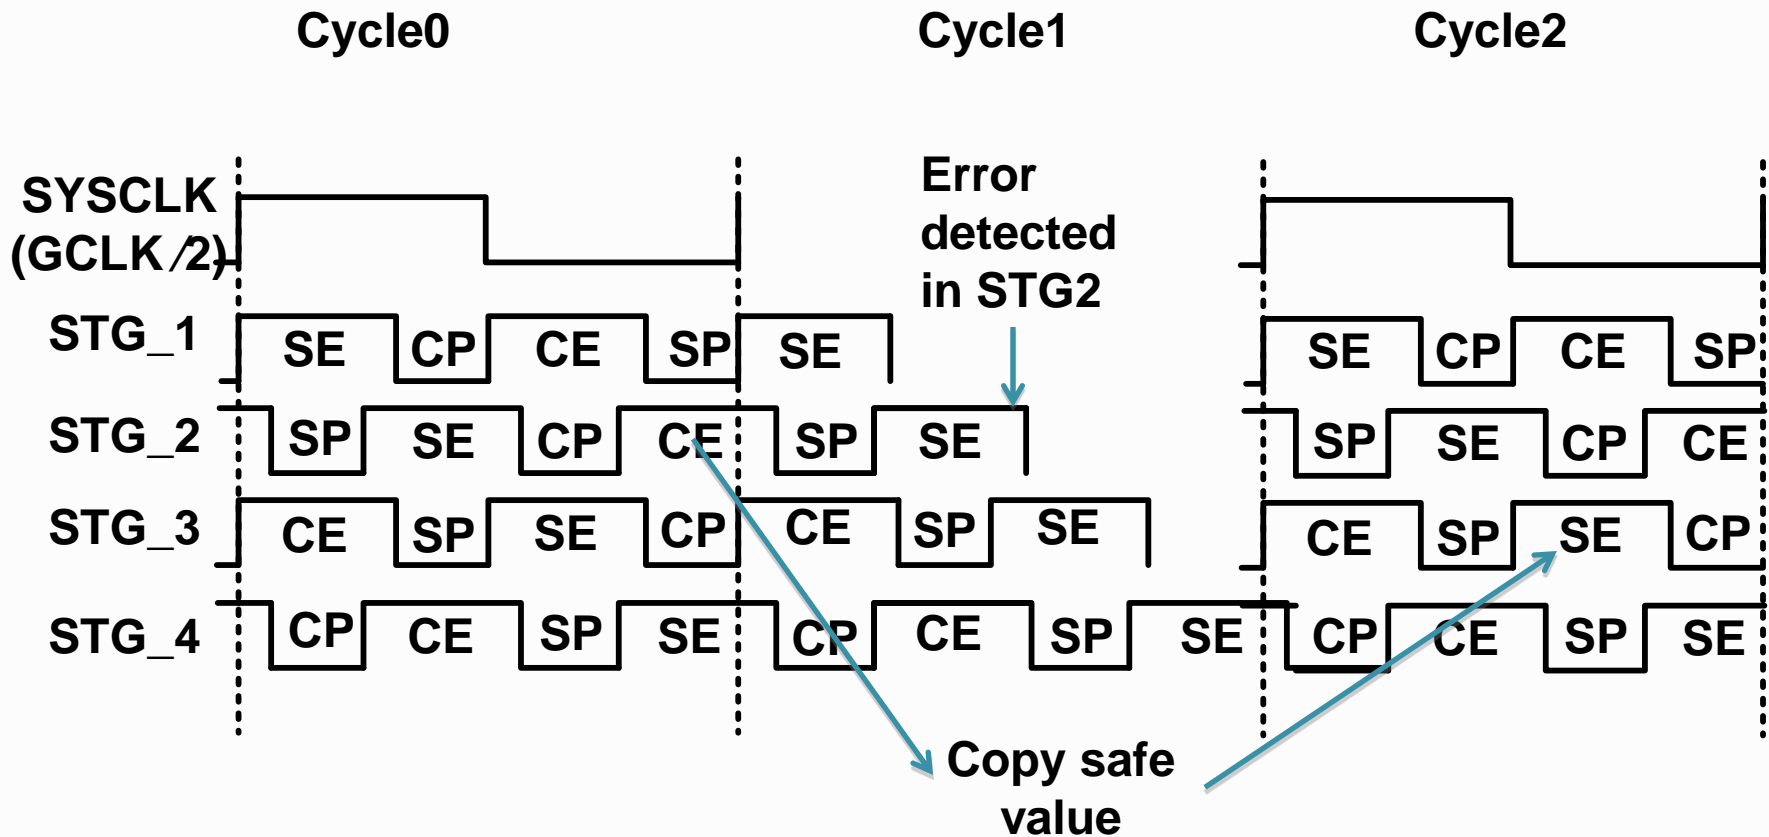 Cycle0 Cycle1 Cycle2
SYSCLK
(GCLK/2)
Error
detected
in STG2
STG_1 SE CP CE SP SE SE CP CE SP
STG_2 SP SE CP CE SP SE SP SE CP CE
STG_3 CE SP SE CP CE SP SE CE SP SE CP
STG_4 CP CE SP SE CP CE SP SE CP CE SP SE
Copy safe
value